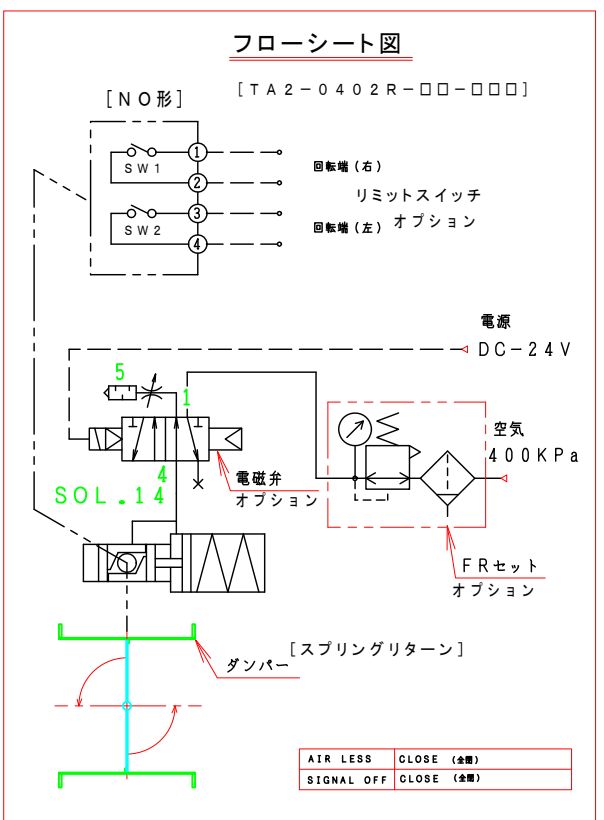 フローシート図
[TA2-0402R-□□-□□□]
[NO形]
1
SW1
2
回転端(右)
リミットスイッチ
オプション
3
SW2
4
回転端(左)
電源
DC-24V
5
1
空気
400KPa
4
SOL.14
電磁弁
オプション
FRセット
オプション
[スプリングリターン]
ダンパー
AIR LESS CLOSE (全閉)
SIGNAL OFF CLOSE (全閉)